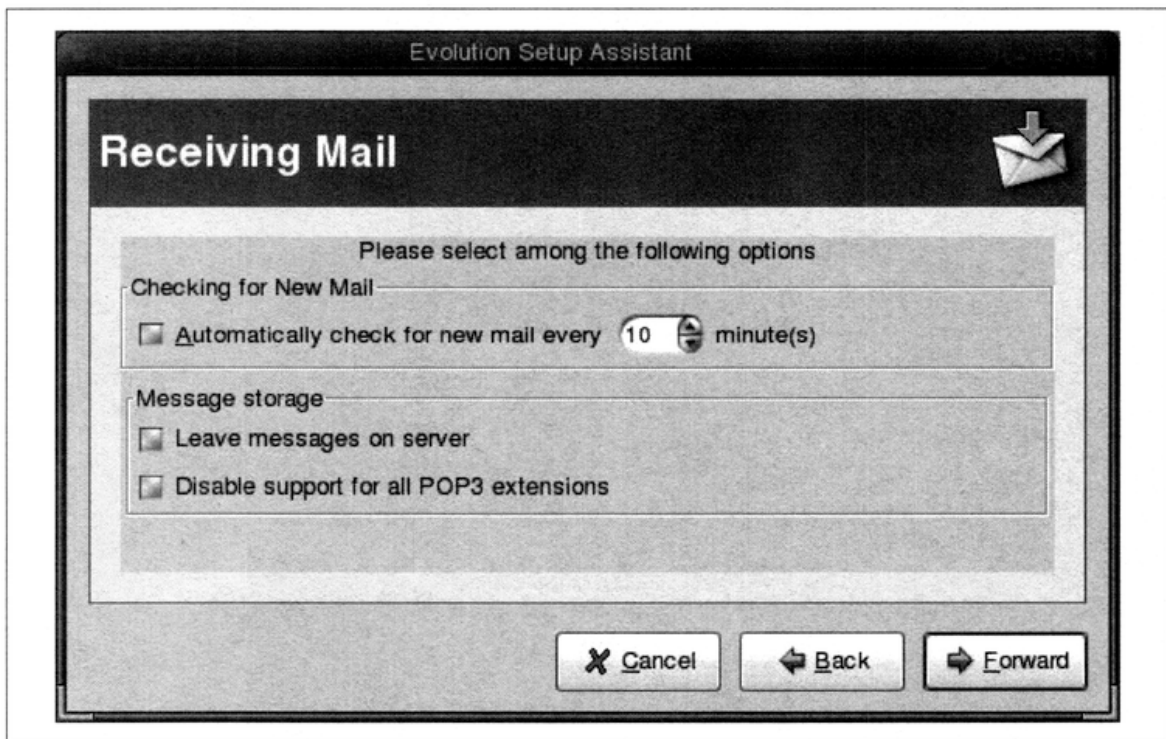 Evolution Setup Assistant
Receiving Mail
Please select among the following options
Checking for New Mail
Automatically check for new mail every 10 minute(s)
Message storage
Leave messages on server
Disable support for all POP3 extensions
Cancel Back Forward